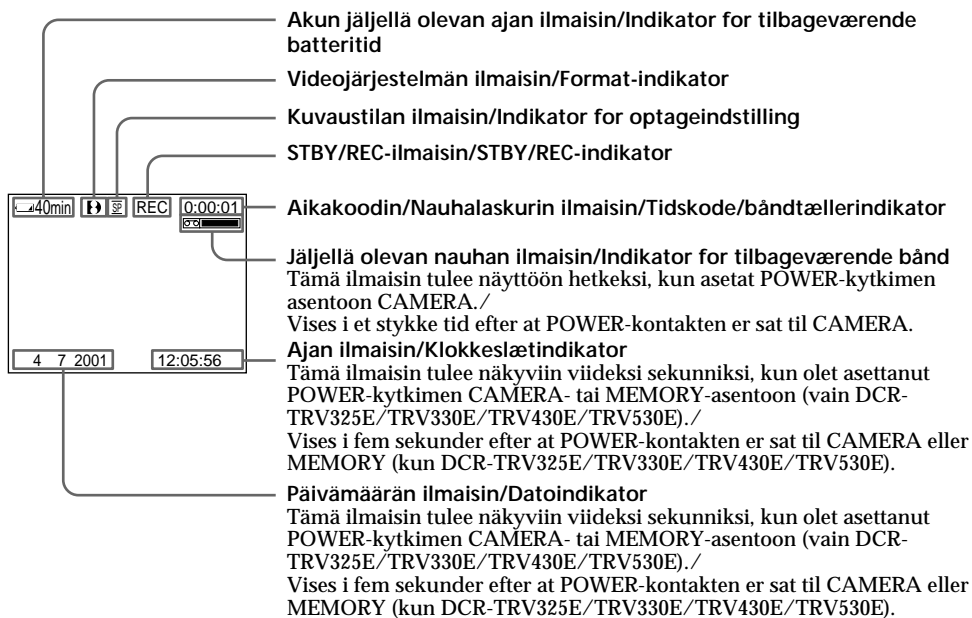 Akun jäljellä olevan ajan ilmaisin/Indikator for tilbageværende
batteritid
Videojärjestelmän ilmaisin/Format-indikator
Kuvaustilan ilmaisin/Indikator for optageindstilling
STBY/REC-ilmaisin/STBY/REC-indikator
40min SP REC 0:00:01
Aikakoodin/Nauhalaskurin ilmaisin/Tidskode/båndtællerindikator
Jäljellä olevan nauhan ilmaisin/Indikator for tilbageværende bånd
Tämä ilmaisin tulee näyttöön hetkeksi, kun asetat POWER-kytkimen
asentoon CAMERA./
Vises i et stykke tid efter at POWER-kontakten er sat til CAMERA.
4 7 2001 12:05:56
Ajan ilmaisin/Klokkeslætindikator
Tämä ilmaisin tulee näkyviin viideksi sekunniksi, kun olet asettanut
POWER-kytkimen CAMERA- tai MEMORY-asentoon (vain DCR-
TRV325E/TRV330E/TRV430E/TRV530E)./
Vises i fem sekunder efter at POWER-kontakten er sat til CAMERA eller
MEMORY (kun DCR-TRV325E/TRV330E/TRV430E/TRV530E).
Päivämäärän ilmaisin/Datoindikator
Tämä ilmaisin tulee näkyviin viideksi sekunniksi, kun olet asettanut
POWER-kytkimen CAMERA- tai MEMORY-asentoon (vain DCR-
TRV325E/TRV330E/TRV430E/TRV530E)./
Vises i fem sekunder efter at POWER-kontakten er sat til CAMERA eller
MEMORY (kun DCR-TRV325E/TRV330E/TRV430E/TRV530E).